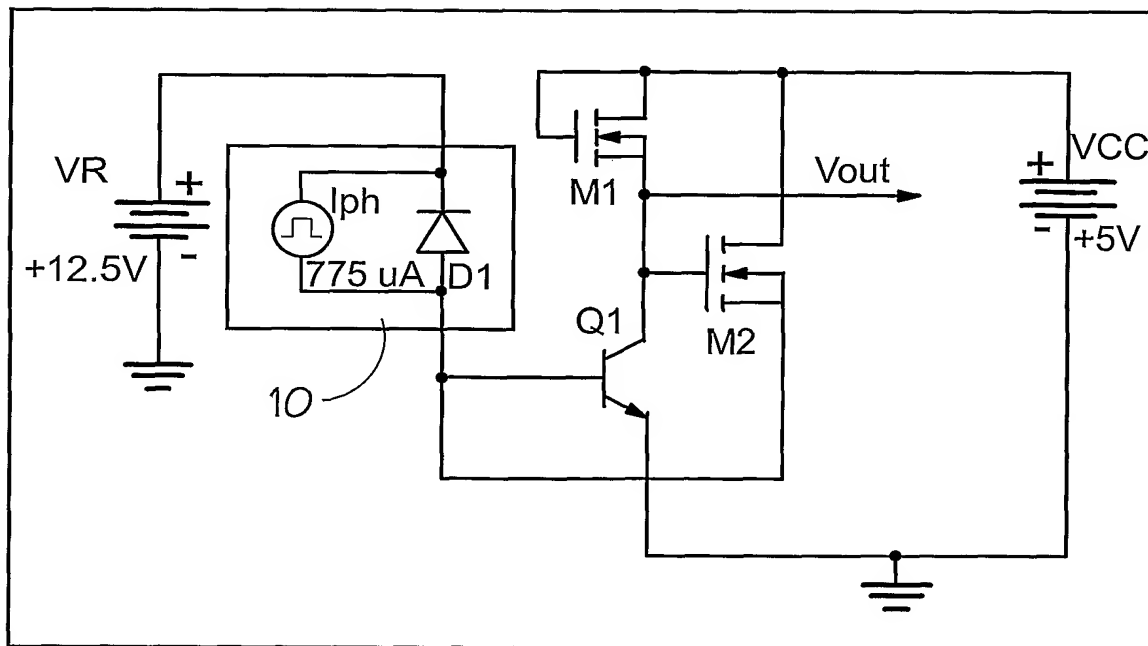 VR
+
-
+12.5V
Iph
775 uA
D1
10
M1
Vout
Q1
M2
VCC
+
-
+5V